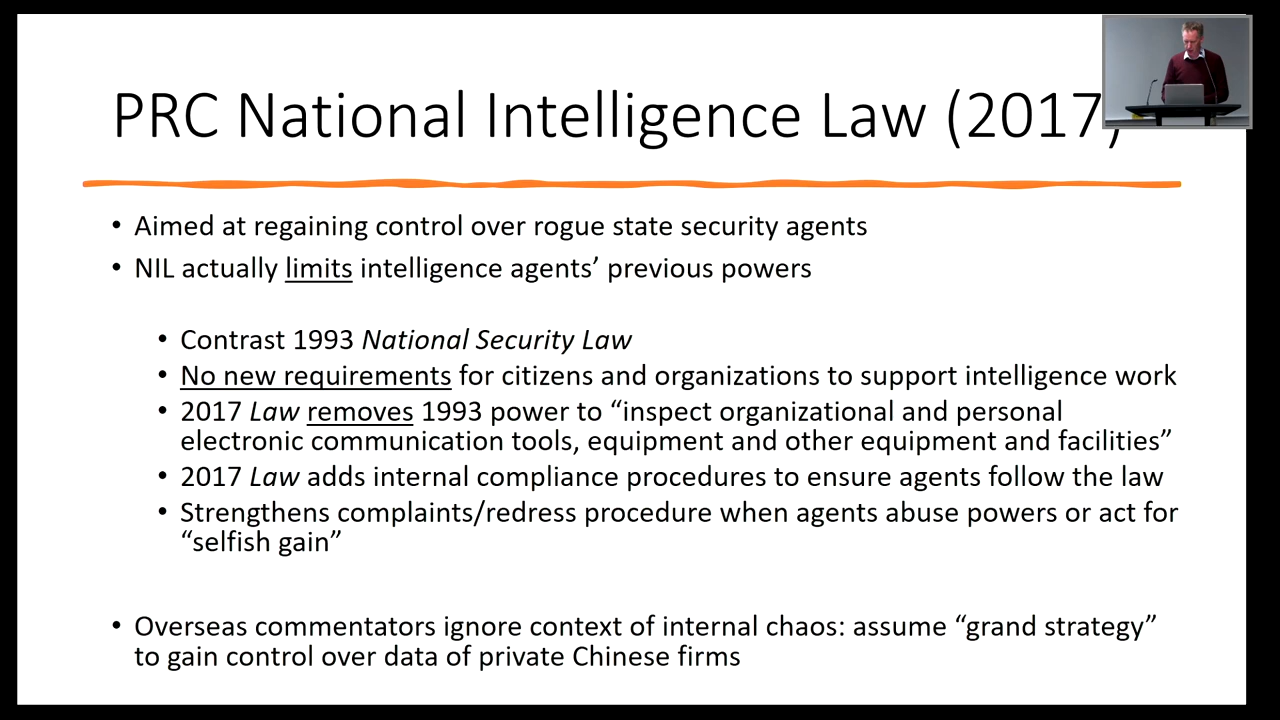 PRC National Intelligence Law (2017)
• Aimed at regaining control over rogue state security agents
• NIL actually limits intelligence agents’ previous powers
• Contrast 1993 National Security Law
• No new requirements for citizens and organizations to support intelligence work
• 2017 Law removes 1993 power to “inspect organizational and personal
electronic communication tools, equipment and other equipment and facilities”
• 2017 Law adds internal compliance procedures to ensure agents follow the law
• Strengthens complaints/redress procedure when agents abuse powers or act for
“selfish gain”
• Overseas commentators ignore context of internal chaos: assume “grand strategy”
to gain control over data of private Chinese firms